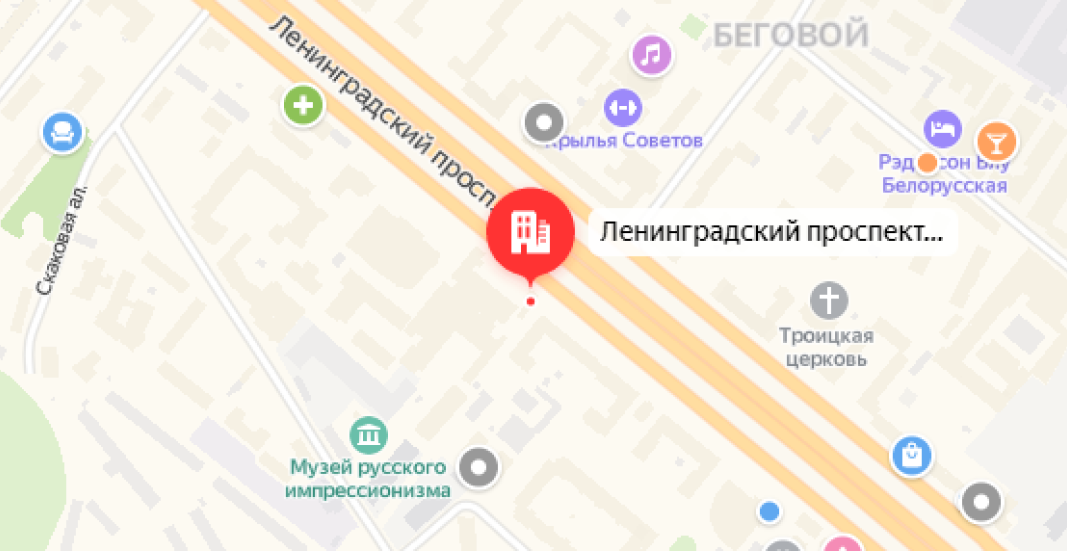 БЕГОВОЙ
Ленинградский просп.
Крылья Советов
Рэдиссон Блу
Белорусская
Скаковая ал.
Ленинградский проспект...
Троицкая
церковь
Музей русского
импрессионизма